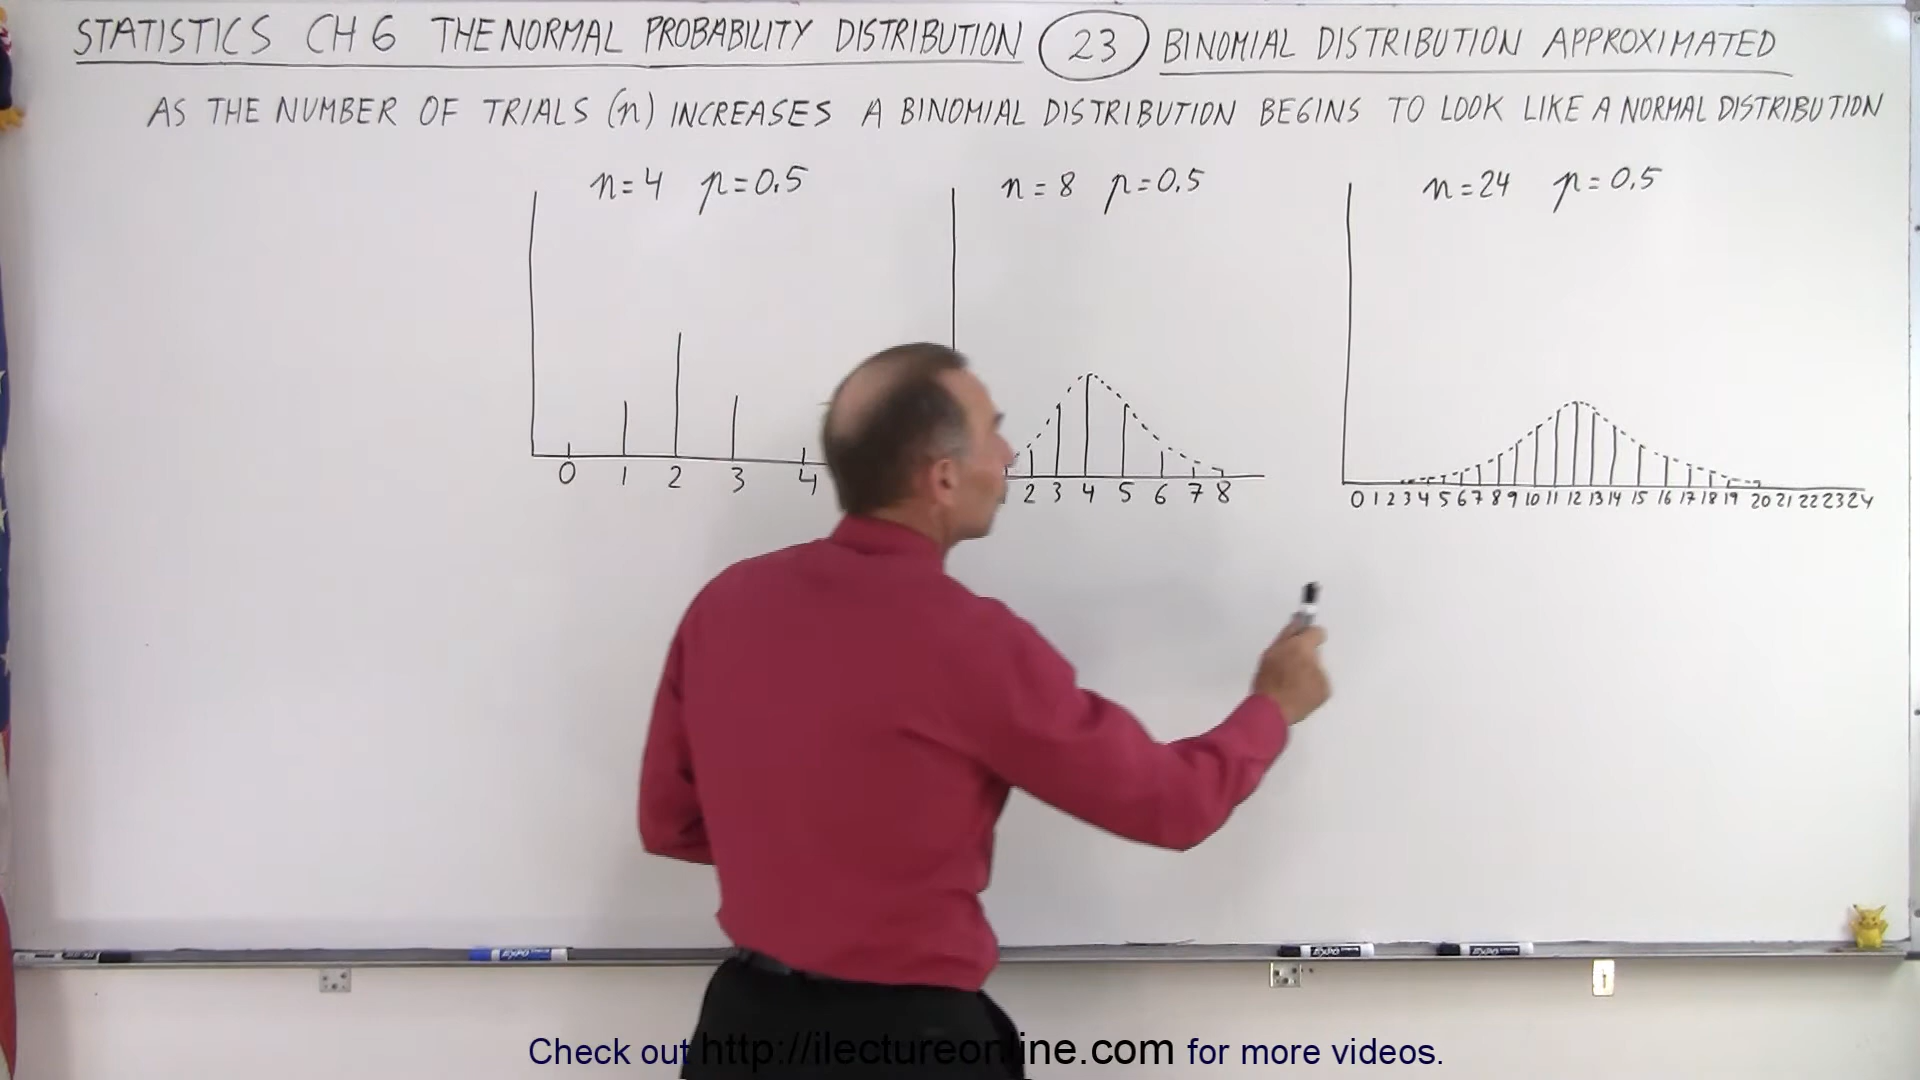 STATISTICS CH 6 THE NORMAL PROBABILITY DISTRIBUTION 23 BINOMIAL DISTRIBUTION APPROXIMATED
AS THE NUMBER OF TRIALS (n) INCREASES A BINOMIAL DISTRIBUTION BEGINS TO LOOK LIKE A NORMAL DISTRIBUTION
n=4 p=0.5
n=8 p=0.5
n=24 p=0.5
0 1 2 3 4
2 3 4 5 6 7 8
0 1 2 3 4 5 6 7 8 9 10 11 12 13 14 15 16 17 18 19 20 21 22 23 24
EXPO
EXPO
EXPO
Check out http://ilectureonline.com for more videos.